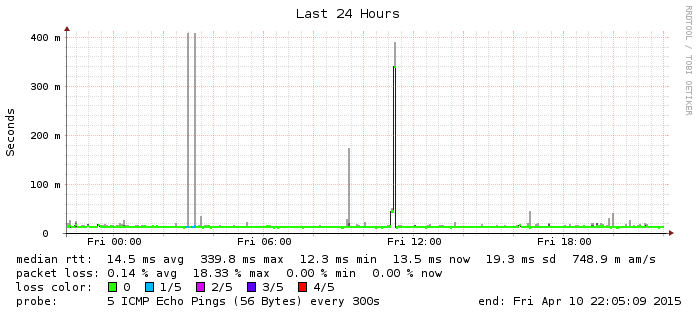 Last 24 Hours
RRDTOOL / TOBI OETIKER
Seconds
400 m
300 m
200 m
100 m
0
Fri 00:00 Fri 06:00 Fri 12:00 Fri 18:00
median rtt: 14.5 ms avg 339.8 ms max 12.3 ms min 13.5 ms now 19.3 ms sd 748.9 m am/s
packet loss: 0.14 % avg 18.33 % max 0.00 % min 0.00 % now
loss color: 0 1/5 2/5 3/5 4/5
probe: 5 ICMP Echo Pings (56 Bytes) every 300s end: Fri Apr 10 22:05:09 2015